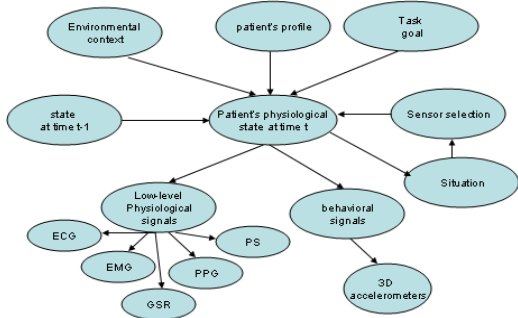 Environmental
context
patient's profile
Task
goal
state
at time t-1
Patient's physiological
state at time t
Sensor selection
Situation
Low-level
Physiological
signals
behavioral
signals
ECG
EMG
GSR
PPG
PS
3D
accelerometers